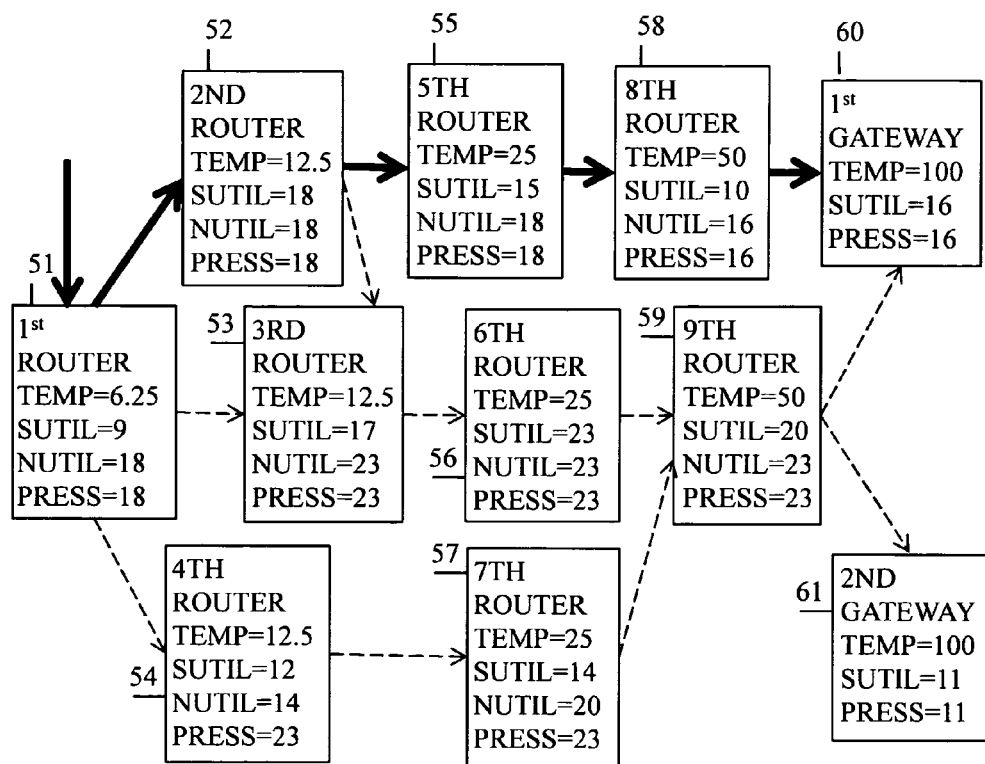 52
2ND
ROUTER
TEMP=12.5
SUTIL=18
NUTIL=18
PRESS=18
55
5TH
ROUTER
TEMP=25
SUTIL=15
NUTIL=18
PRESS=18
58
8TH
ROUTER
TEMP=50
SUTIL=10
NUTIL=16
PRESS=16
60
1st
GATEWAY
TEMP=100
SUTIL=16
PRESS=16
51
1st
ROUTER
TEMP=6.25
SUTIL=9
NUTIL=18
PRESS=18
53
3RD
ROUTER
TEMP=12.5
SUTIL=17
NUTIL=23
PRESS=23
56
6TH
ROUTER
TEMP=25
SUTIL=23
NUTIL=23
PRESS=23
59
9TH
ROUTER
TEMP=50
SUTIL=20
NUTIL=23
PRESS=23
54
4TH
ROUTER
TEMP=12.5
SUTIL=12
NUTIL=14
PRESS=23
57
7TH
ROUTER
TEMP=25
SUTIL=14
NUTIL=20
PRESS=23
61
2ND
GATEWAY
TEMP=100
SUTIL=11
PRESS=11